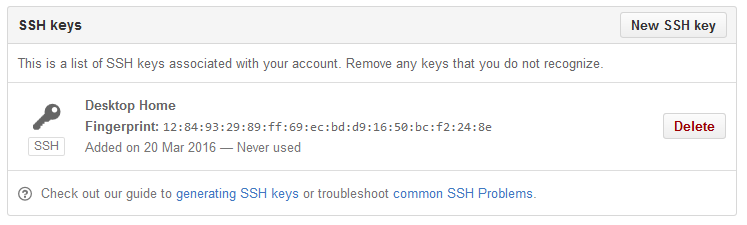 SSH keys
New SSH key
This is a list of SSH keys associated with your account. Remove any keys that you do not recognize.
Desktop Home
Fingerprint: 12:84:93:29:89:ff:69:ec:bd:d9:16:50:bc:f2:24:8e
SSH
Added on 20 Mar 2016 — Never used
Delete
Check out our guide to generating SSH keys or troubleshoot common SSH Problems.